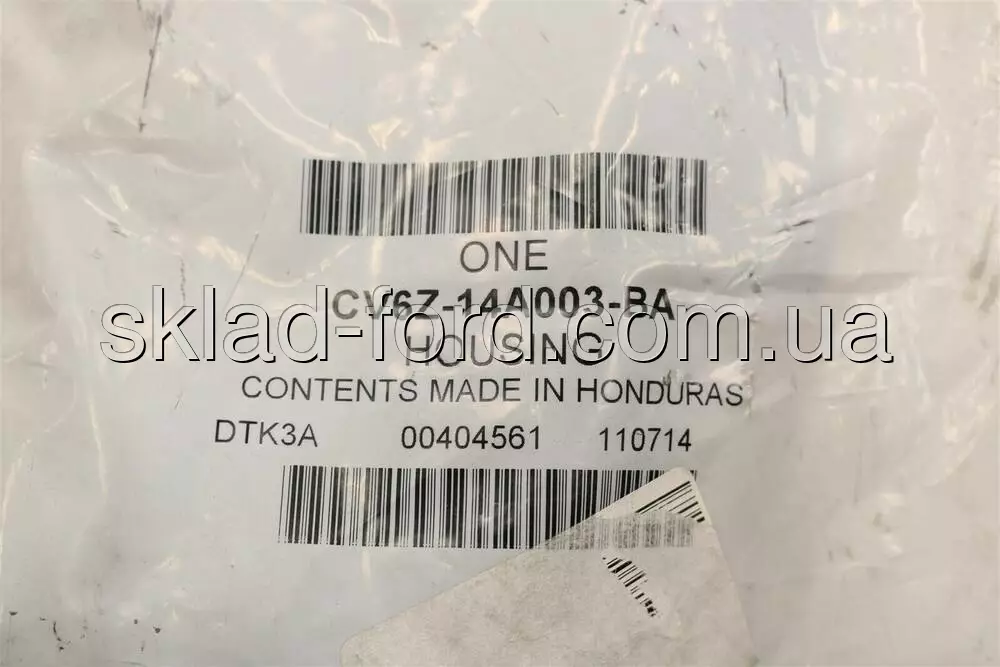 ONE
CV6Z-14A003-BA
sklad-ford.com.ua
HOUSING
CONTENTS MADE IN HONDURAS
DTK3A 00404561 110714